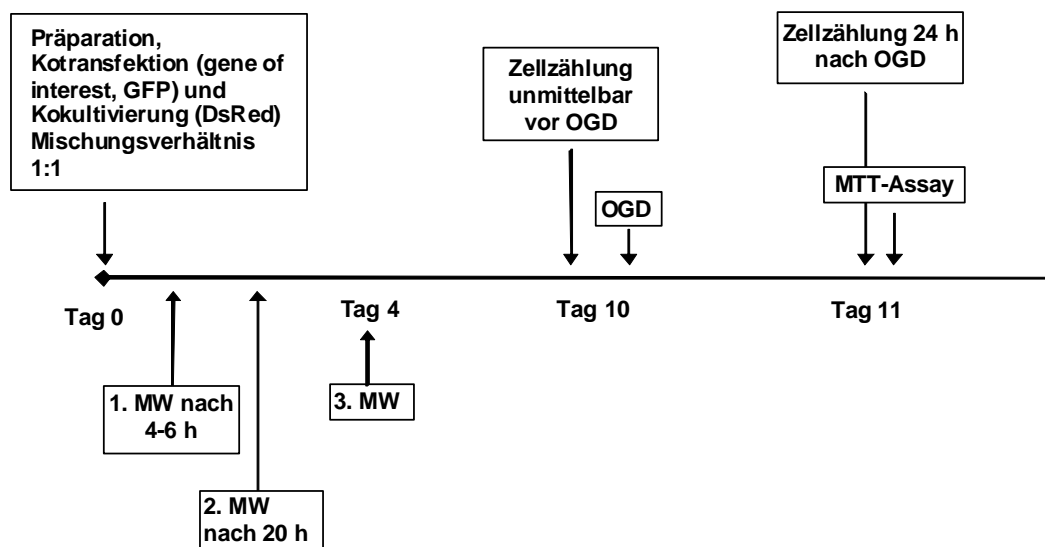 Präparation,
Kotransfektion (gene of
interest, GFP) und
Kokultivierung (DsRed)
Mischungsverhältnis
1:1
Zellzählung
unmittelbar
vor OGD
OGD
Zellzählung 24 h
nach OGD
MTT-Assay
Tag 0
Tag 4
Tag 10
Tag 11
1. MW nach
4-6 h
3. MW
2. MW
nach 20 h